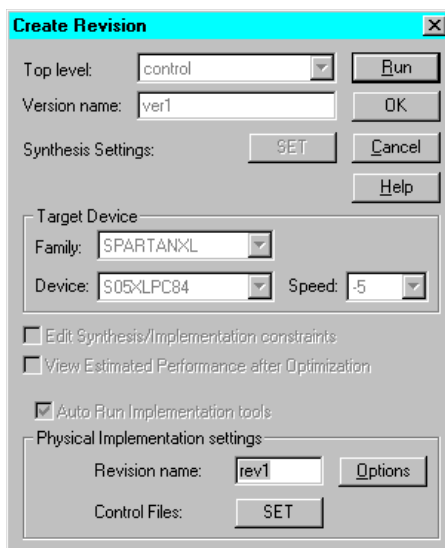 Create Revision
Top level: control Run
Version name: ver1 OK
Synthesis Settings: SET Cancel
Help
Target Device
Family: SPARTANXL
Device: S05XLPC84 Speed: -5
Edit Synthesis/Implementation constraints
View Estimated Performance after Optimization
Auto Run Implementation tools
Physical Implementation settings
Revision name: rev1 Options
Control Files: SET